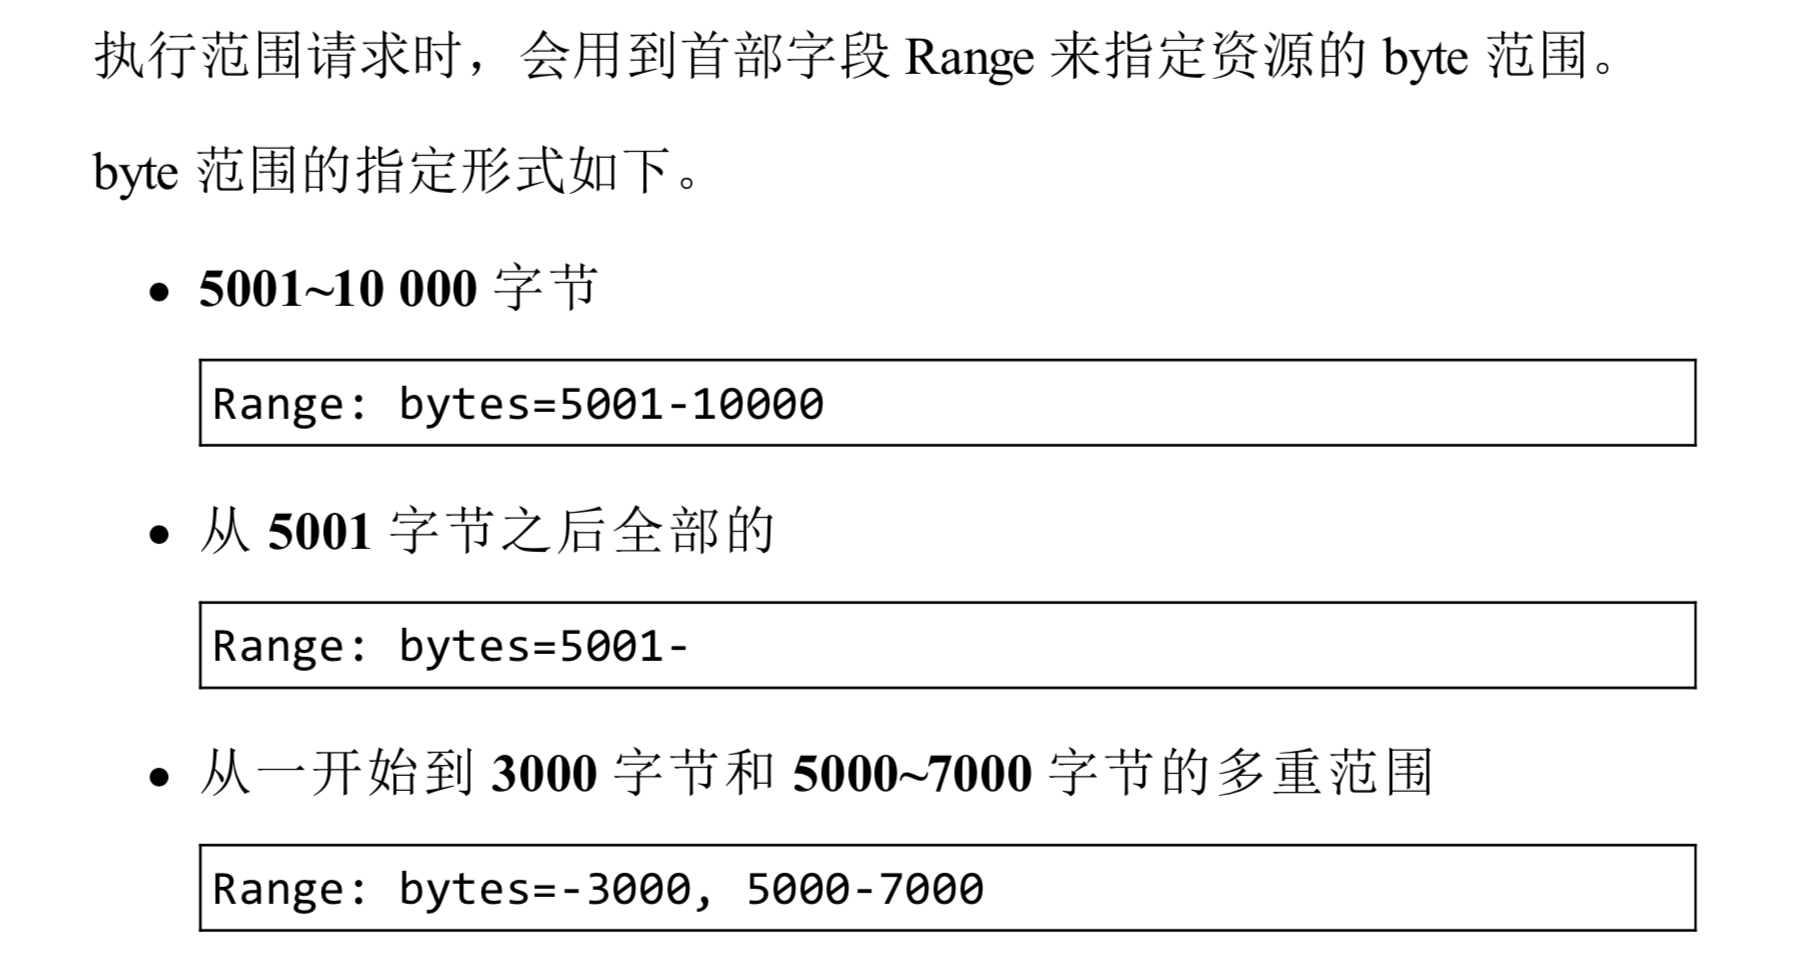 执行范围请求时，会用到首部字段 Range 来指定资源的 byte 范围。
byte 范围的指定形式如下。
• 5001~10 000 字节
Range: bytes=5001-10000
• 从 5001 字节之后全部的
Range: bytes=5001-
• 从一开始到 3000 字节和 5000~7000 字节的多重范围
Range: bytes=-3000, 5000-7000